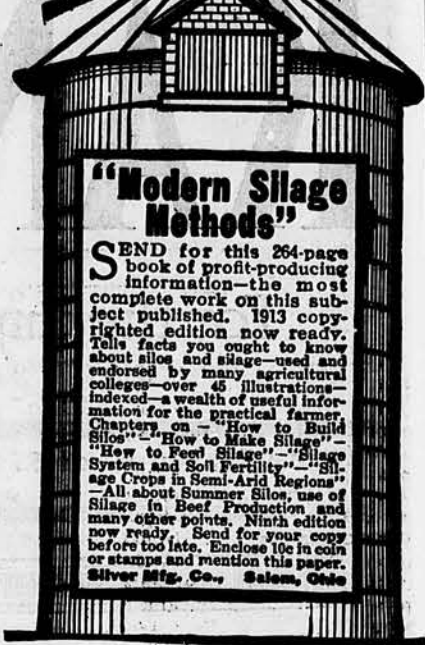 “Modern Silage
Methods”
SEND for this 264-page
book of profit-producing
information—the most
complete work on this sub-
ject published. 1913 copy-
righted edition now ready.
Tells facts you ought to know
about silos and silage—used and
endorsed by many agricultural
colleges—over 45 illustrations—
indexed—a wealth of useful infor-
mation for the practical farmer.
Chapters on — “How to Build
Silos”—“How to Make Silage”—
“How to Feed Silage”—“Silage
System and Soil Fertility”—“Sil-
age Crops in Semi-Arid Regions”
—All about Summer Silos, use of
Silage in Beef Production and
many other points. Ninth edition
now ready. Send for your copy
before too late. Enclose 10c in coin
or stamps and mention this paper.
Silver Mfg. Co., Salem, Ohio